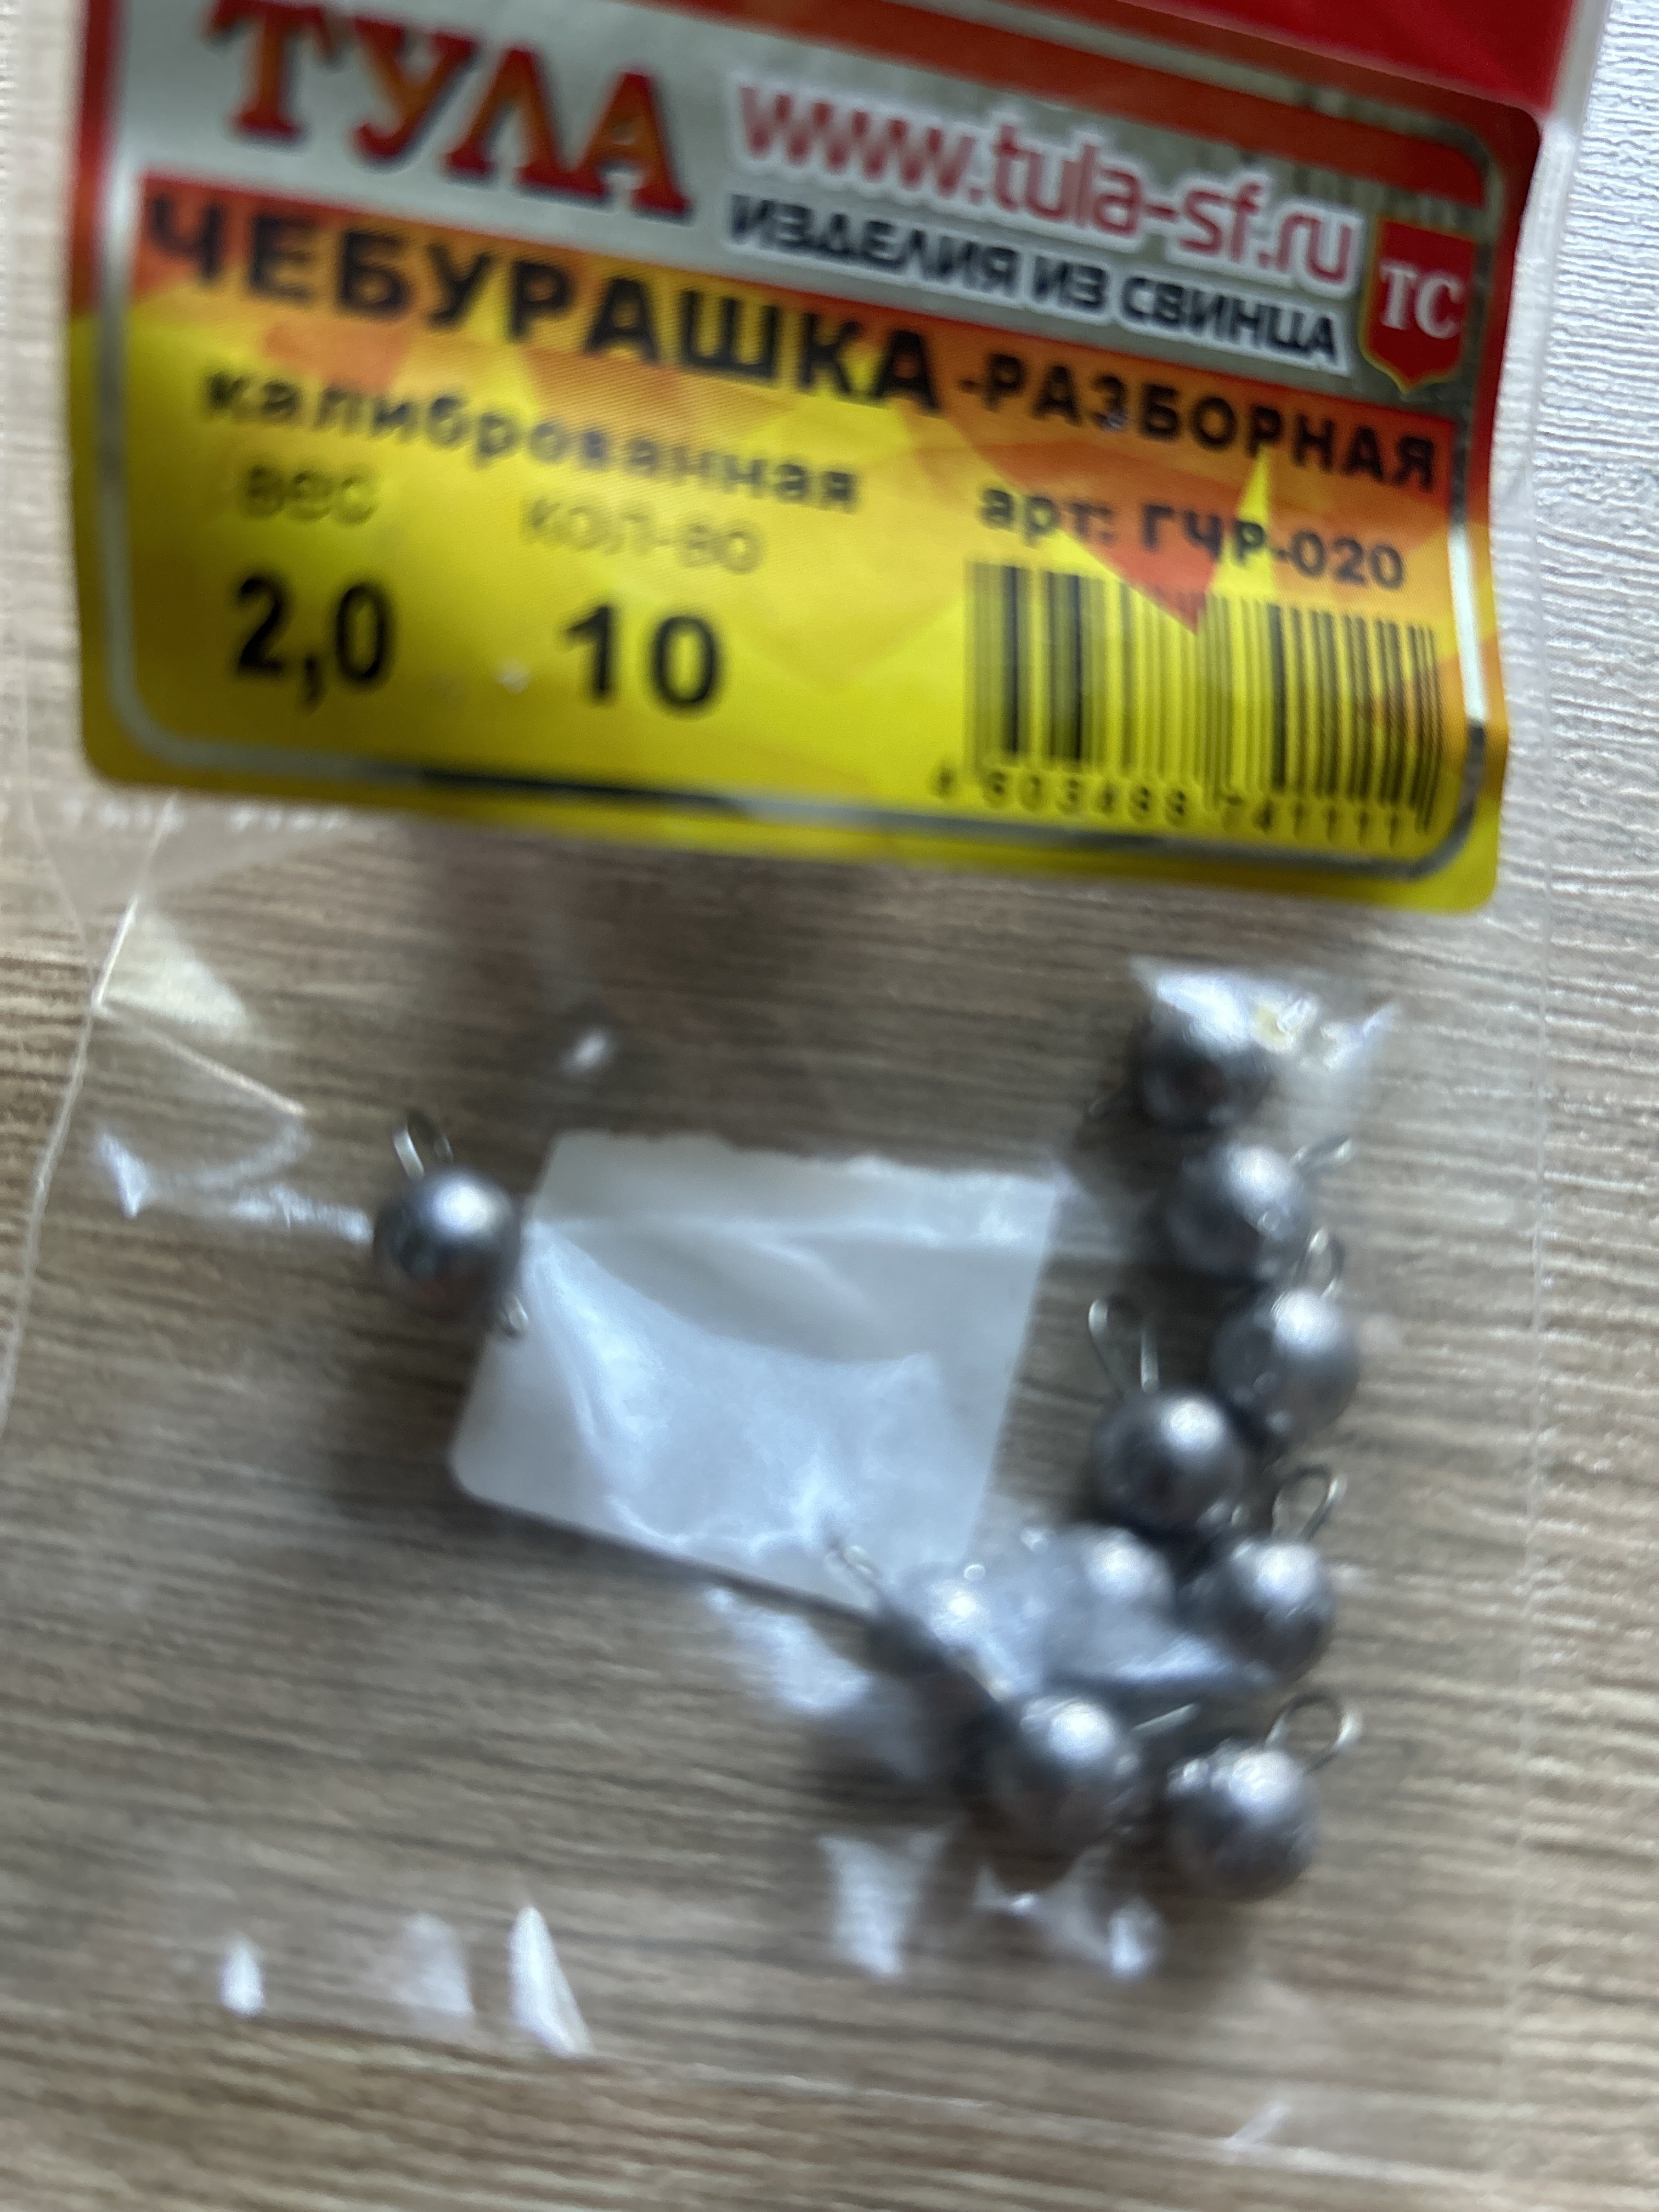 ТУЛА
www.tula-sf.ru
ИЗДЕЛИЯ ИЗ СВИНЦА
ТС
ЧЕБУРАШКА-РАЗБОРНАЯ
калиброванная
вес кол-во
арт: ГЧР-020
2,0 10